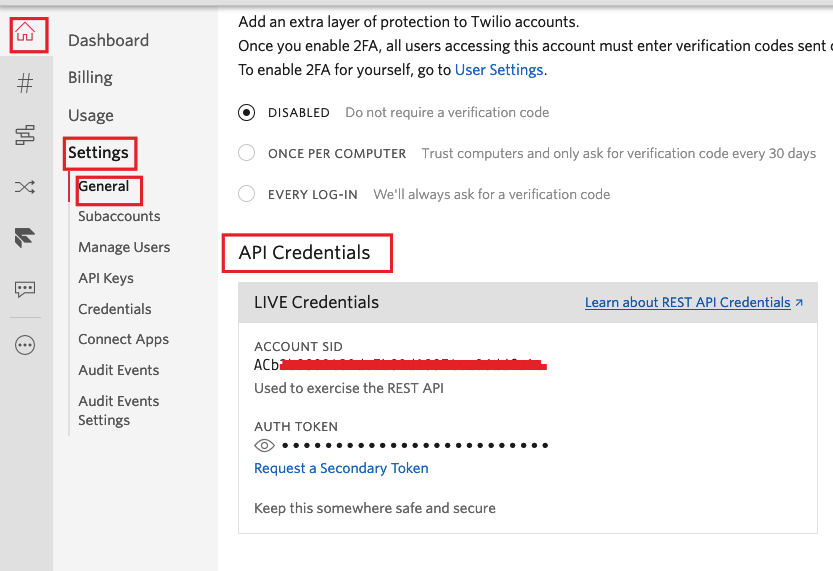 Dashboard
Billing
Usage
Settings
General
Subaccounts
Manage Users
API Keys
Credentials
Connect Apps
Audit Events
Audit Events
Settings
Add an extra layer of protection to Twilio accounts.
Once you enable 2FA, all users accessing this account must enter verification codes sent
To enable 2FA for yourself, go to User Settings.
DISABLED Do not require a verification code
ONCE PER COMPUTER Trust computers and only ask for verification code every 30 days
EVERY LOG-IN We'll always ask for a verification code
API Credentials
LIVE Credentials Learn about REST API Credentials ↗
ACCOUNT SID
ACb
Used to exercise the REST API
AUTH TOKEN
Request a Secondary Token
Keep this somewhere safe and secure